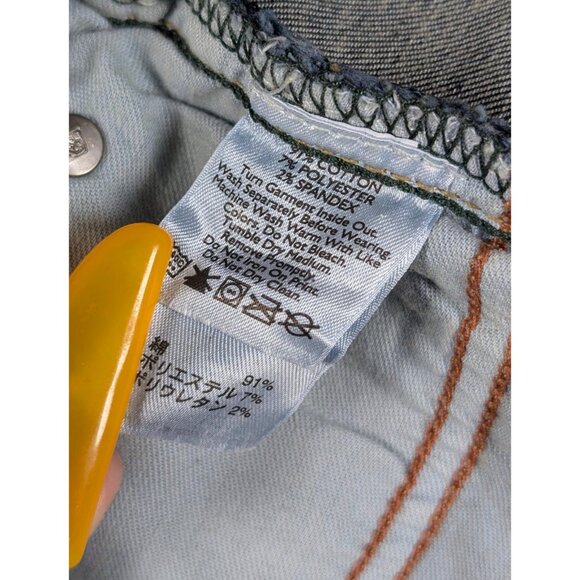 91% COTTON
7% POLYESTER
2% SPANDEX
Turn Garment Inside Out.
Wash Separately Before Wearing.
Machine Wash Warm With Like
Colors. Do Not Bleach.
Tumble Dry Medium.
Remove Promptly.
Do Not Iron On Print.
Do Not Dry Clean.
綿 91%
ポリエステル 7%
ポリウレタン 2%